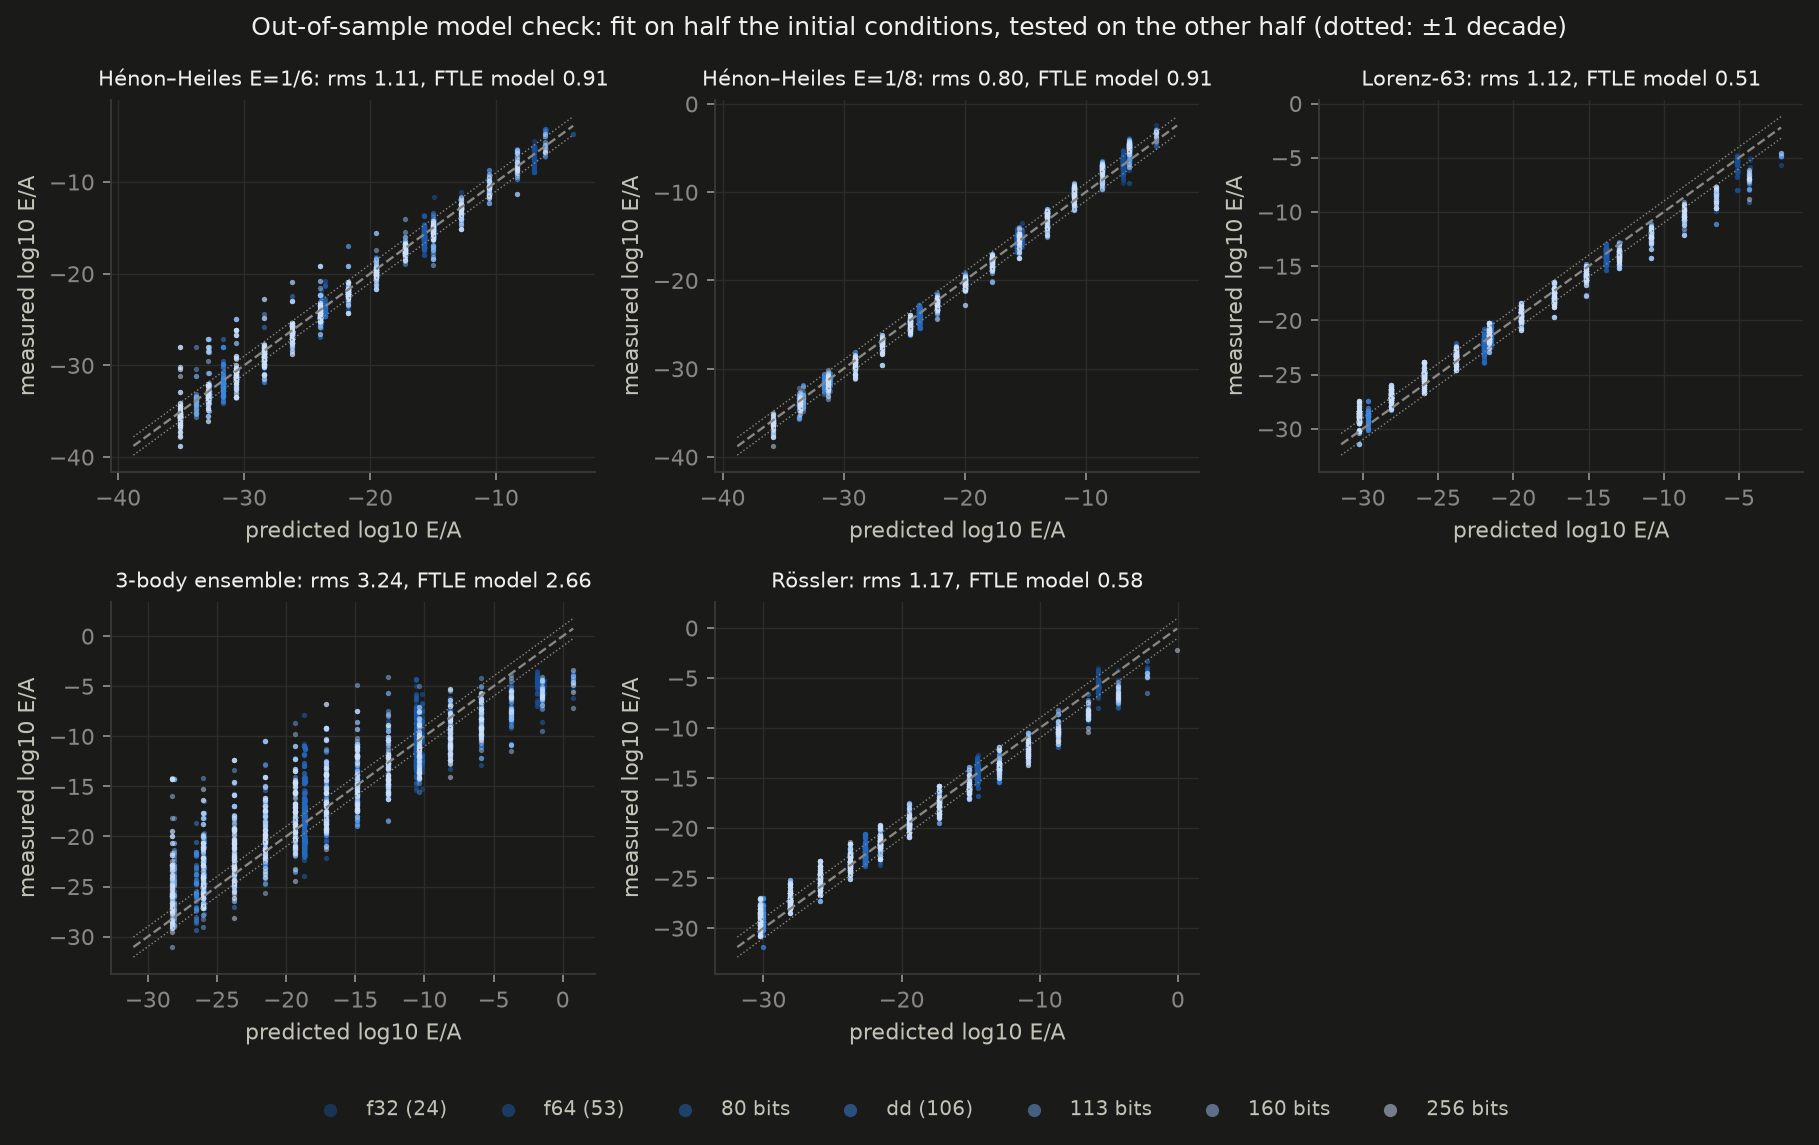 Out-of-sample model check: fit on half the initial conditions, tested on the other half (dotted: ±1 decade)
Hénon–Heiles E=1/6: rms 1.11, FTLE model 0.91
measured log10 E/A
−10
−20
−30
−40
−40 −30 −20 −10
predicted log10 E/A
Hénon–Heiles E=1/8: rms 0.80, FTLE model 0.91
measured log10 E/A
0
−10
−20
−30
−40
−40 −30 −20 −10
predicted log10 E/A
Lorenz-63: rms 1.12, FTLE model 0.51
measured log10 E/A
0
−5
−10
−15
−20
−25
−30
−30 −25 −20 −15 −10 −5
predicted log10 E/A
3-body ensemble: rms 3.24, FTLE model 2.66
measured log10 E/A
0
−5
−10
−15
−20
−25
−30
−30 −25 −20 −15 −10 −5 0
predicted log10 E/A
Rössler: rms 1.17, FTLE model 0.58
measured log10 E/A
0
−5
−10
−15
−20
−25
−30
−30 −20 −10 0
predicted log10 E/A
f32 (24) f64 (53) 80 bits dd (106) 113 bits 160 bits 256 bits